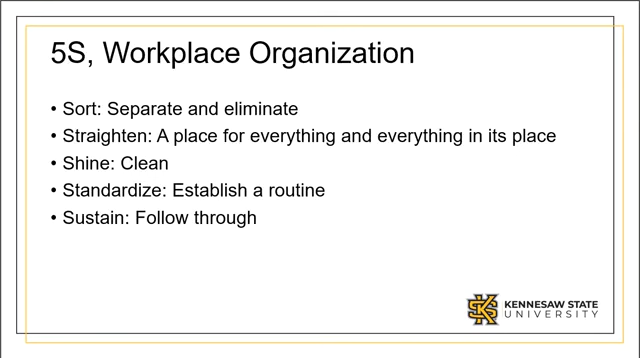 5S, Workplace Organization
• Sort: Separate and eliminate
• Straighten: A place for everything and everything in its place
• Shine: Clean
• Standardize: Establish a routine
• Sustain: Follow through
KENNESAW STATE
UNIVERSITY